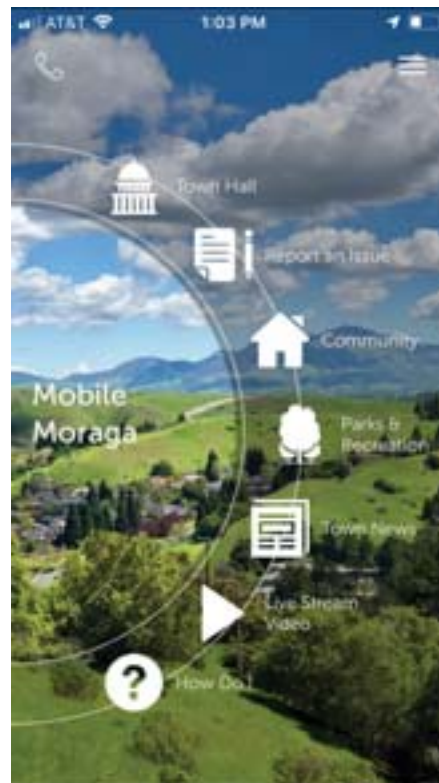 AT&T
1:03 PM
Town Hall
Report an Issue
Community
Mobile
Moraga
Parks &
Recreation
Town News
Live Stream
Video
?
How Do I